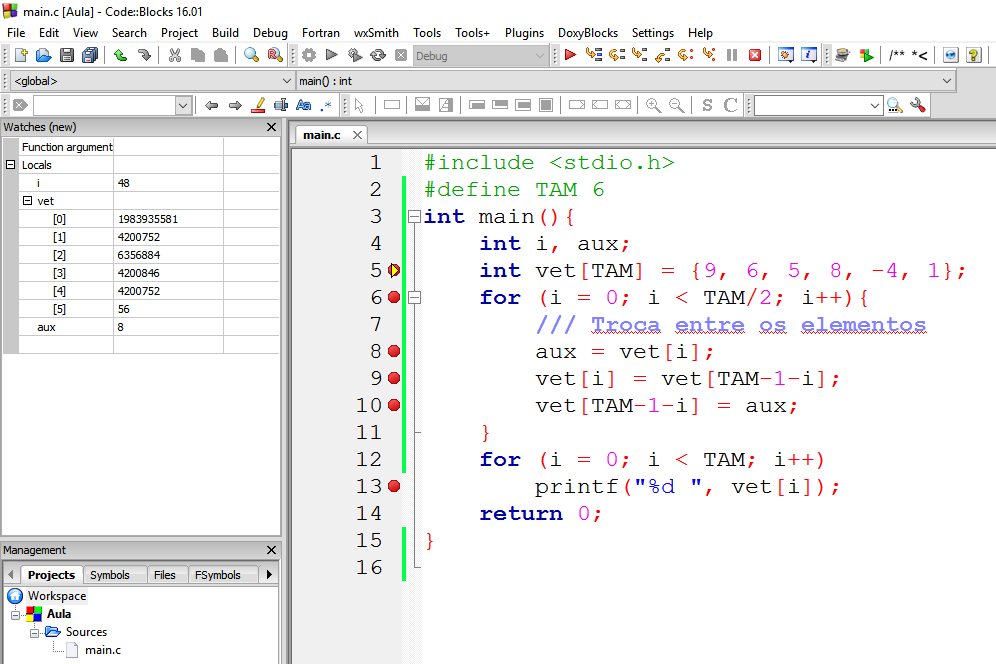 main.c [Aula] - Code::Blocks 16.01
File Edit View Search Project Build Debug Fortran wxSmith Tools Tools+ Plugins DoxyBlocks Settings Help
Debug
/** *<
<global> main() : int
Aa .* S C
Watches (new)
Function argument
Locals
i 48
vet
[0] 1983935581
[1] 4200752
[2] 6356884
[3] 4200846
[4] 4200752
[5] 56
aux 8
main.c
1 #include <stdio.h>
2 #define TAM 6
3 int main(){
4 int i, aux;
5 int vet[TAM] = {9, 6, 5, 8, -4, 1};
6 for (i = 0; i < TAM/2; i++){
7 /// Troca entre os elementos
8 aux = vet[i];
9 vet[i] = vet[TAM-1-i];
10 vet[TAM-1-i] = aux;
11 }
12 for (i = 0; i < TAM; i++)
13 printf("%d ", vet[i]);
14 return 0;
15 }
16
Management
Projects Symbols Files FSymbols
Workspace
Aula
Sources
main.c